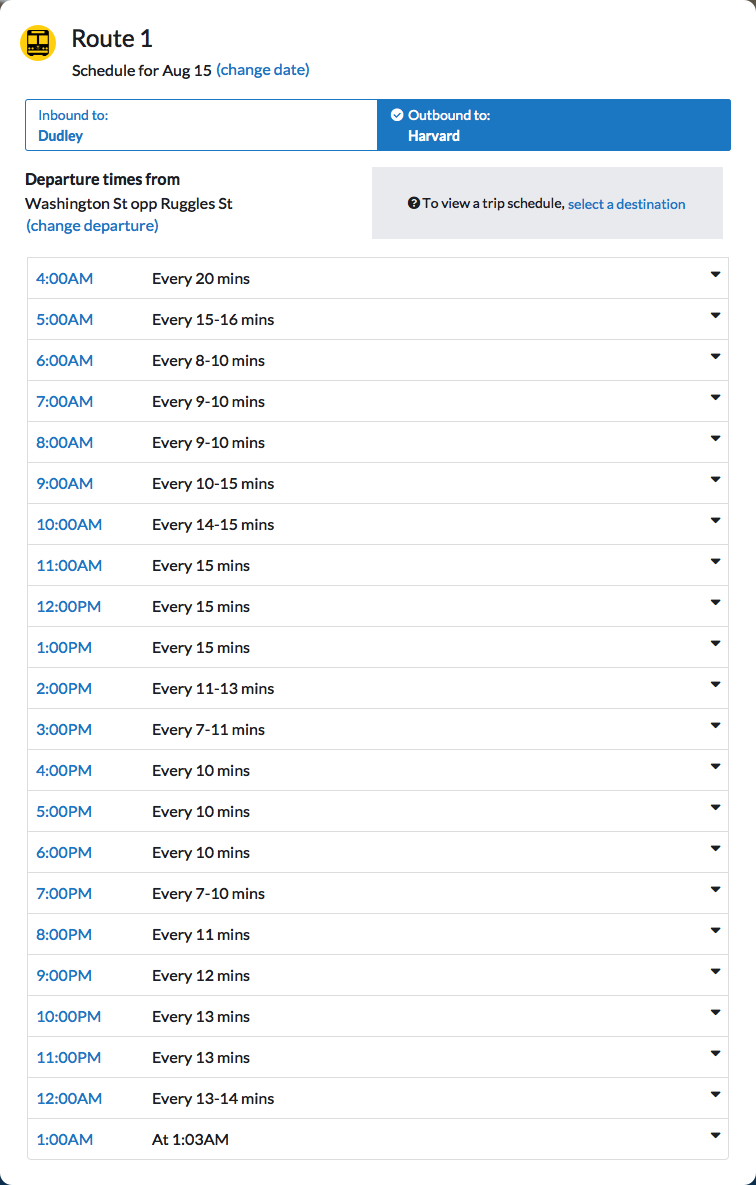 Route 1
Schedule for Aug 15 (change date)
Inbound to:
Dudley
Outbound to:
Harvard
Departure times from
Washington St opp Ruggles St
(change departure)
To view a trip schedule, select a destination
4:00AM Every 20 mins
5:00AM Every 15-16 mins
6:00AM Every 8-10 mins
7:00AM Every 9-10 mins
8:00AM Every 9-10 mins
9:00AM Every 10-15 mins
10:00AM Every 14-15 mins
11:00AM Every 15 mins
12:00PM Every 15 mins
1:00PM Every 15 mins
2:00PM Every 11-13 mins
3:00PM Every 7-11 mins
4:00PM Every 10 mins
5:00PM Every 10 mins
6:00PM Every 10 mins
7:00PM Every 7-10 mins
8:00PM Every 11 mins
9:00PM Every 12 mins
10:00PM Every 13 mins
11:00PM Every 13 mins
12:00AM Every 13-14 mins
1:00AM At 1:03AM